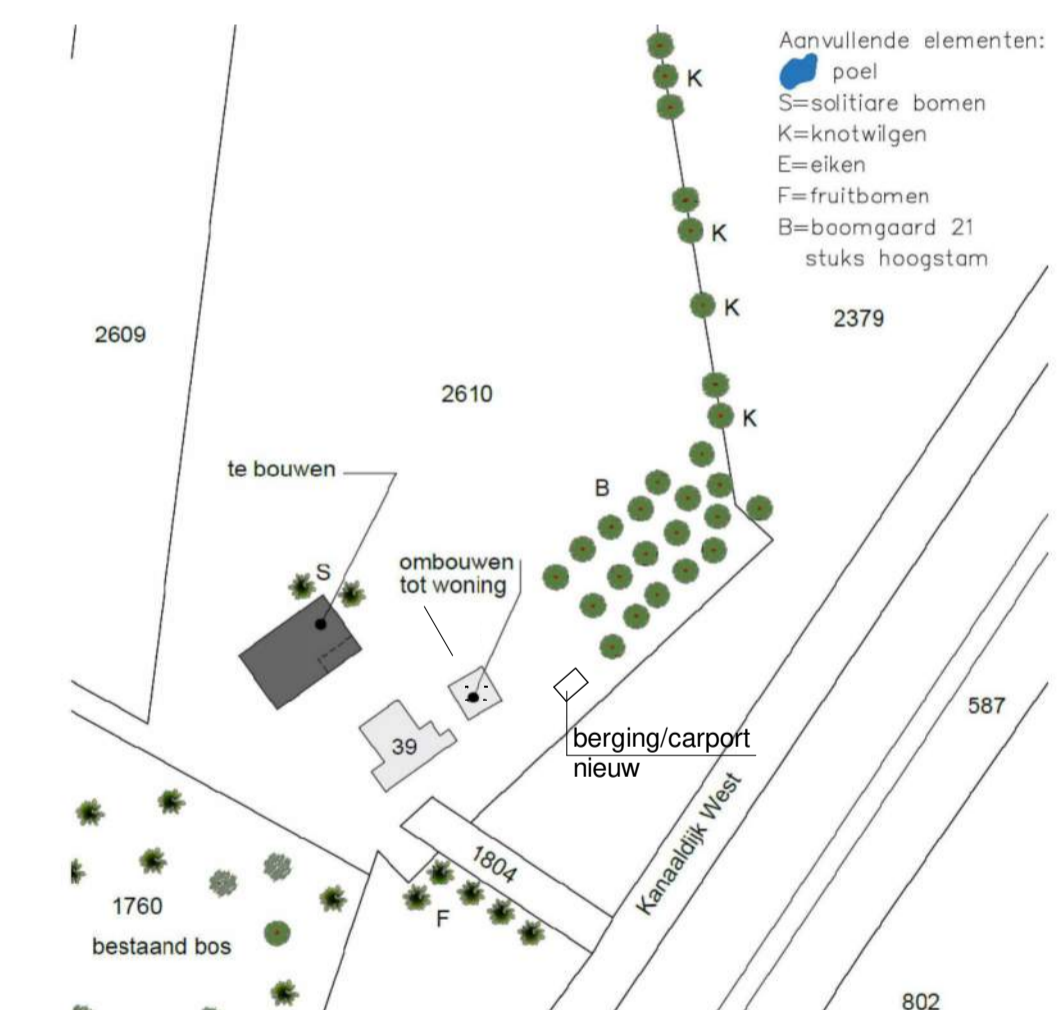 Aanvullende elementen:
poel
S=solitiare bomen
K=knotwilgen
E=eiken
F=fruitbomen
B=boomgaard 21
stuks hoogstam
K
K
K
K
2609
2379
2610
te bouwen
B
ombouwen
tot woning
S
587
berging/carport
nieuw
39
Kanaaldijk West
1804
1760
F
bestaand bos
802